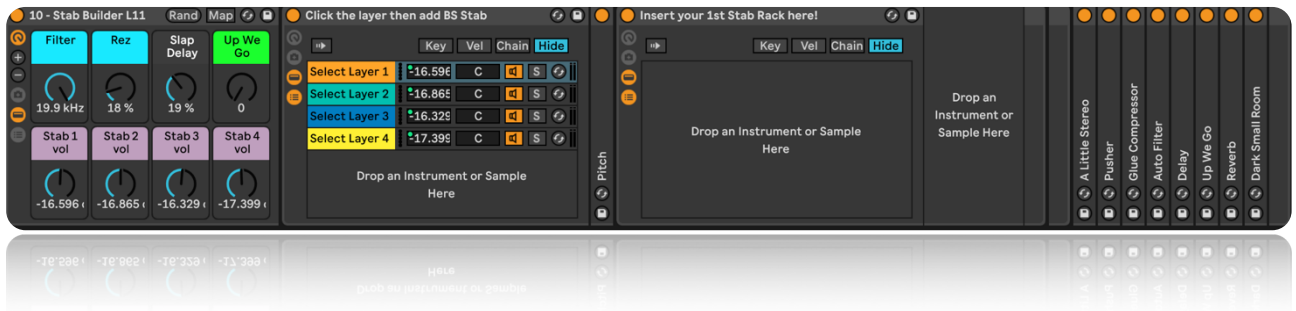 10 - Stab Builder L11
Rand
Map
Filter
Rez
Slap
Delay
Up We
Go
19.9 kHz
18 %
19 %
0
Stab 1
vol
Stab 2
vol
Stab 3
vol
Stab 4
vol
-16.596
-16.865
-16.329
-17.399
Click the layer then add BS Stab
Key
Vel
Chain
Hide
Select Layer 1
-16.596
C
S
Select Layer 2
-16.865
C
S
Select Layer 3
-16.329
C
S
Select Layer 4
-17.399
C
S
Drop an Instrument or Sample
Here
Pitch
Insert your 1st Stab Rack here!
Key
Vel
Chain
Hide
Drop an Instrument or Sample
Here
Drop an
Instrument or
Sample Here
A Little Stereo
Pusher
Glue Compressor
Auto Filter
Delay
Up We Go
Reverb
Dark Small Room